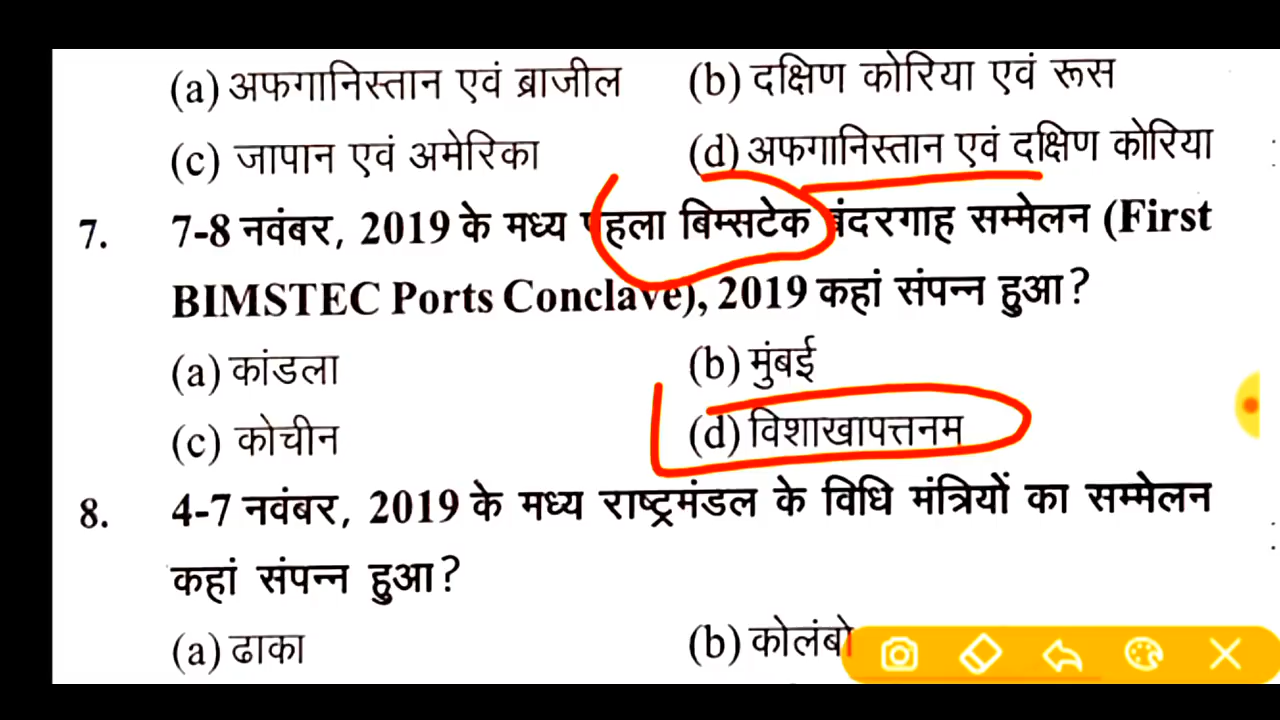 (a) अफगानिस्तान एवं ब्राजील (b) दक्षिण कोरिया एवं रूस
(c) जापान एवं अमेरिका (d) अफगानिस्तान एवं दक्षिण कोरिया
7. 7-8 नवंबर, 2019 के मध्य पहला बिम्सटेक बंदरगाह सम्मेलन (First
BIMSTEC Ports Conclave), 2019 कहां संपन्न हुआ?
(a) कांडला (b) मुंबई
(c) कोचीन (d) विशाखापत्तनम
8. 4-7 नवंबर, 2019 के मध्य राष्ट्रमंडल के विधि मंत्रियों का सम्मेलन
कहां संपन्न हुआ?
(a) ढाका (b) कोलंबो